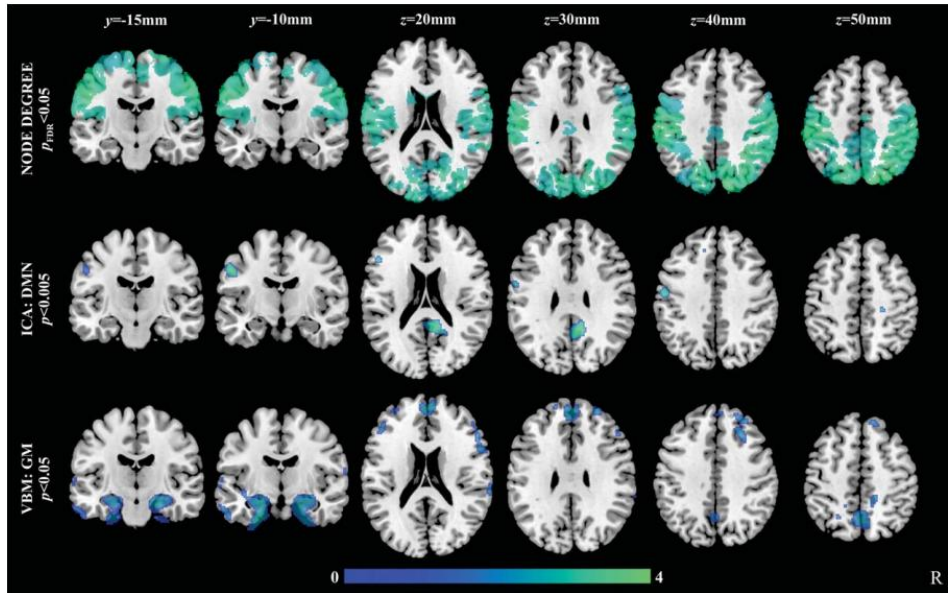 y=-15mm y=-10mm z=20mm z=30mm z=40mm z=50mm
NODE DEGREE
pFDR<0.05
ICA: DMN
p<0.005
VBM: GM
p<0.05
0 4
R